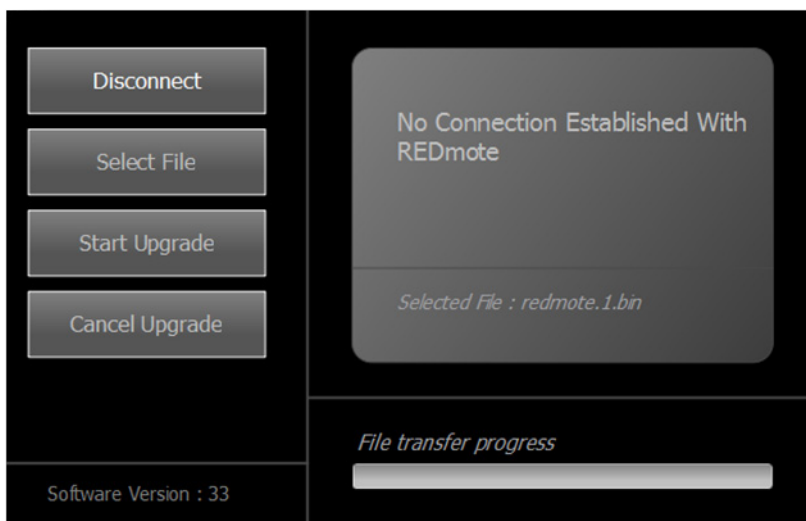 Disconnect
Select File
Start Upgrade
Cancel Upgrade
Software Version : 33
No Connection Established With
REDmote
Selected File : redmote.1.bin
File transfer progress